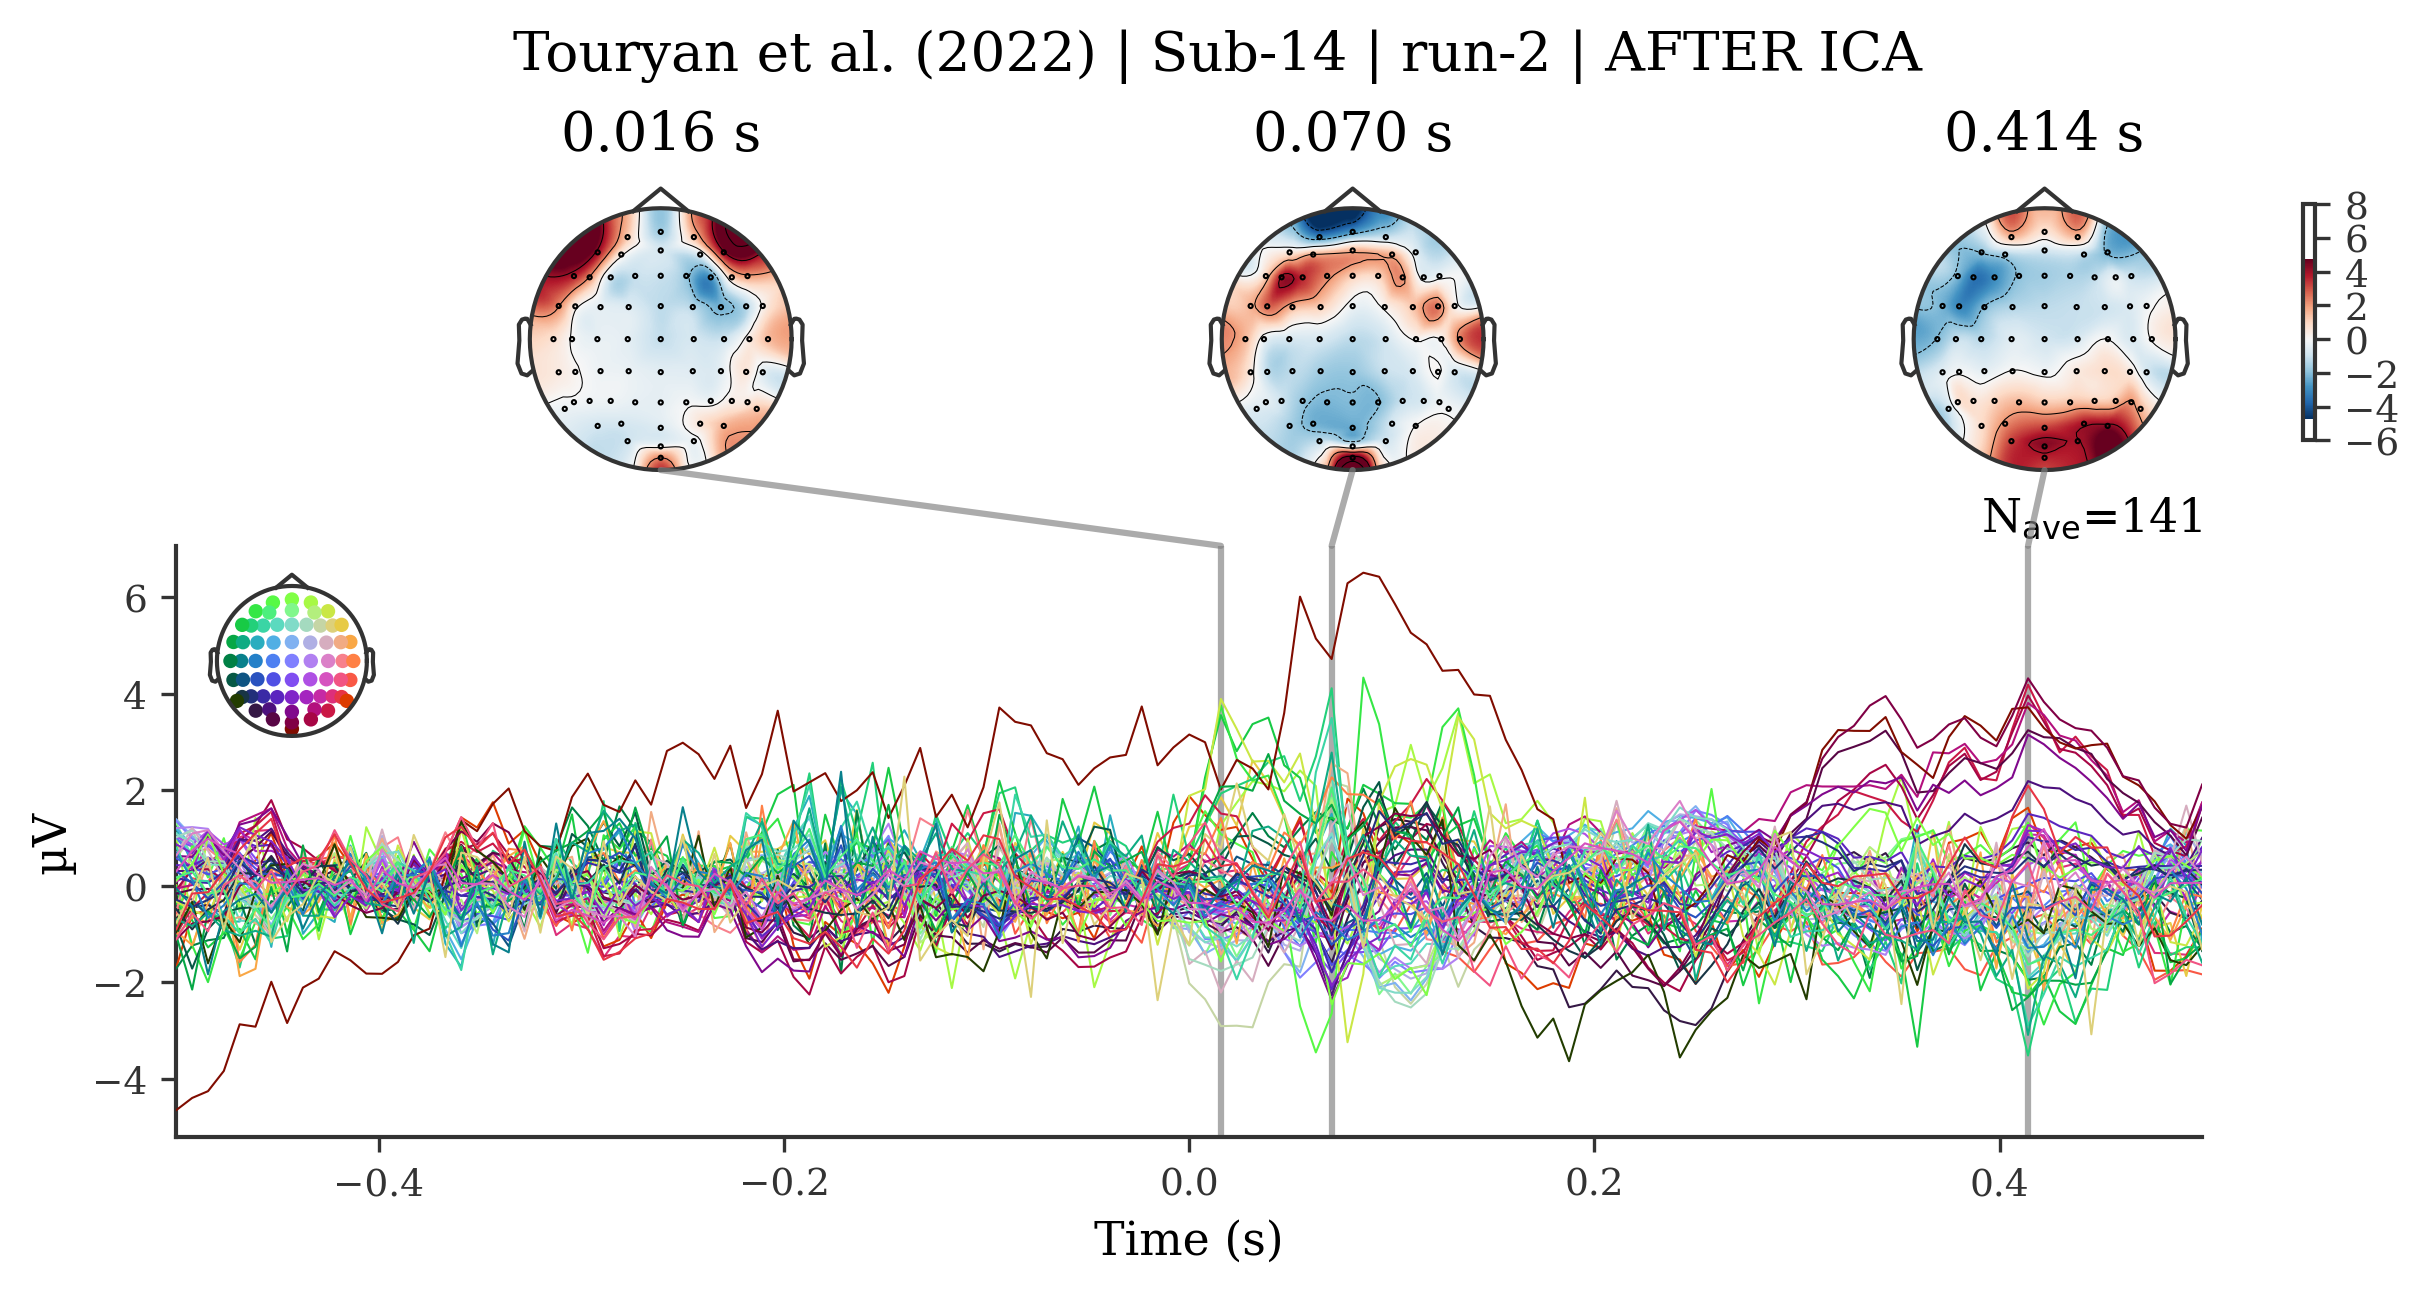 Touryan et al. (2022) | Sub-14 | run-2 | AFTER ICA
0.016 s
0.070 s
0.414 s
8
6
4
2
0
−2
−4
−6
Nave=141
6
4
2
0
−2
−4
µV
−0.4
−0.2
0.0
0.2
0.4
Time (s)